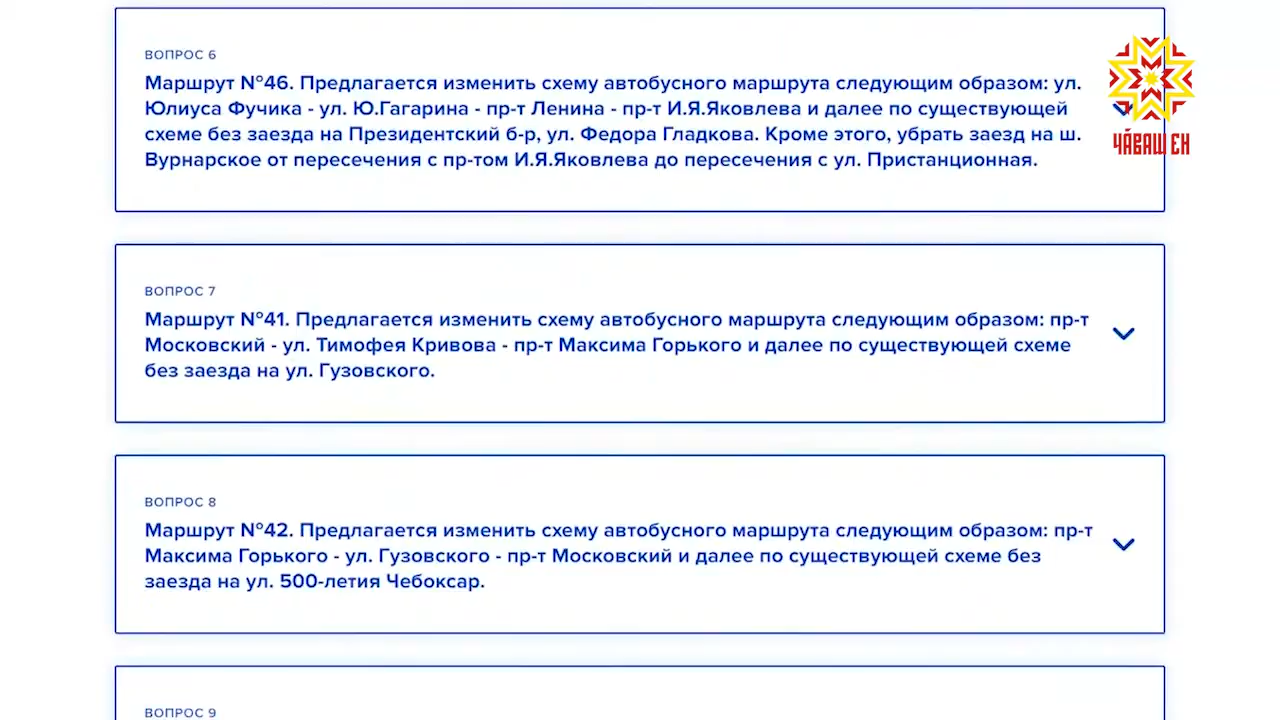 ВОПРОС 6
Маршрут №46. Предлагается изменить схему автобусного маршрута следующим образом: ул.
Юлиуса Фучика - ул. Ю.Гагарина - пр-т Ленина - пр-т И.Я.Яковлева и далее по существующей
схеме без заезда на Президентский б-р, ул. Федора Гладкова. Кроме этого, убрать заезд на ш.
Вурнарское от пересечения с пр-том И.Я.Яковлева до пересечения с ул. Пристанционная.
ЧӐВАШ ЕН
ВОПРОС 7
Маршрут №41. Предлагается изменить схему автобусного маршрута следующим образом: пр-т
Московский - ул. Тимофея Кривова - пр-т Максима Горького и далее по существующей схеме
без заезда на ул. Гузовского.
ВОПРОС 8
Маршрут №42. Предлагается изменить схему автобусного маршрута следующим образом: пр-т
Максима Горького - ул. Гузовского - пр-т Московский и далее по существующей схеме без
заезда на ул. 500-летия Чебоксар.
ВОПРОС 9